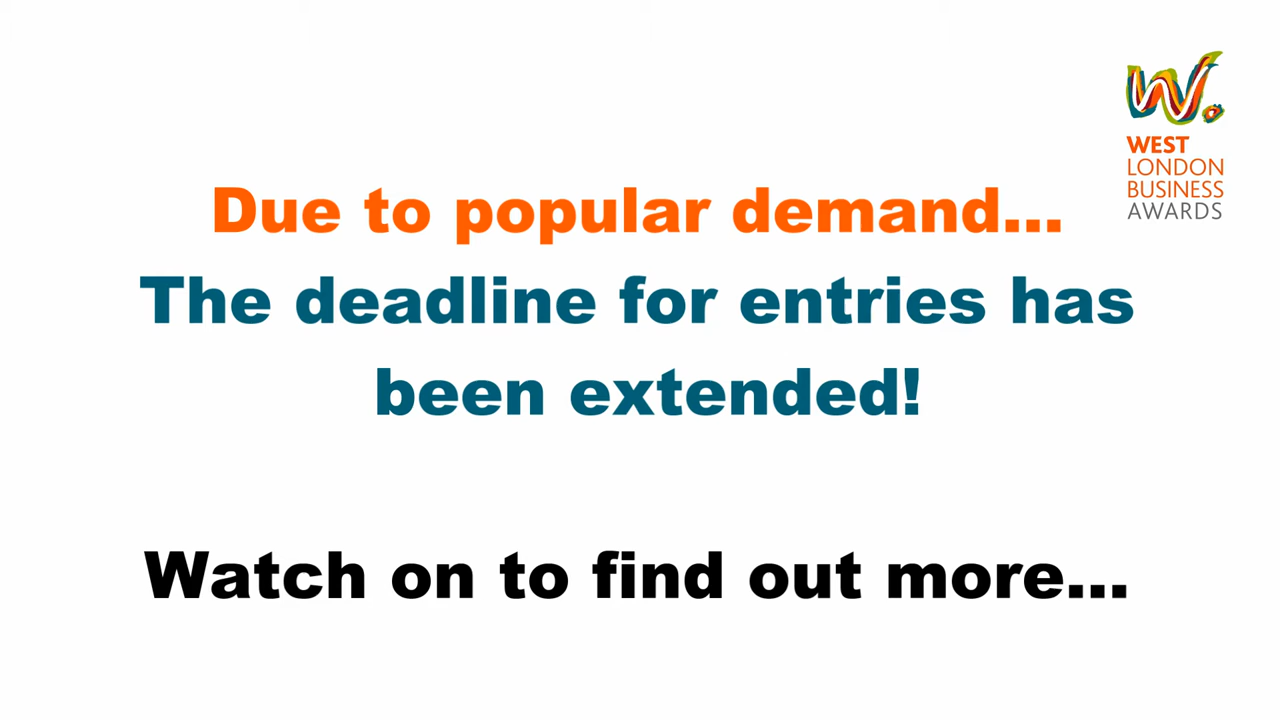 W.
WEST
LONDON
BUSINESS
AWARDS
Due to popular demand...
The deadline for entries has
been extended!
Watch on to find out more...